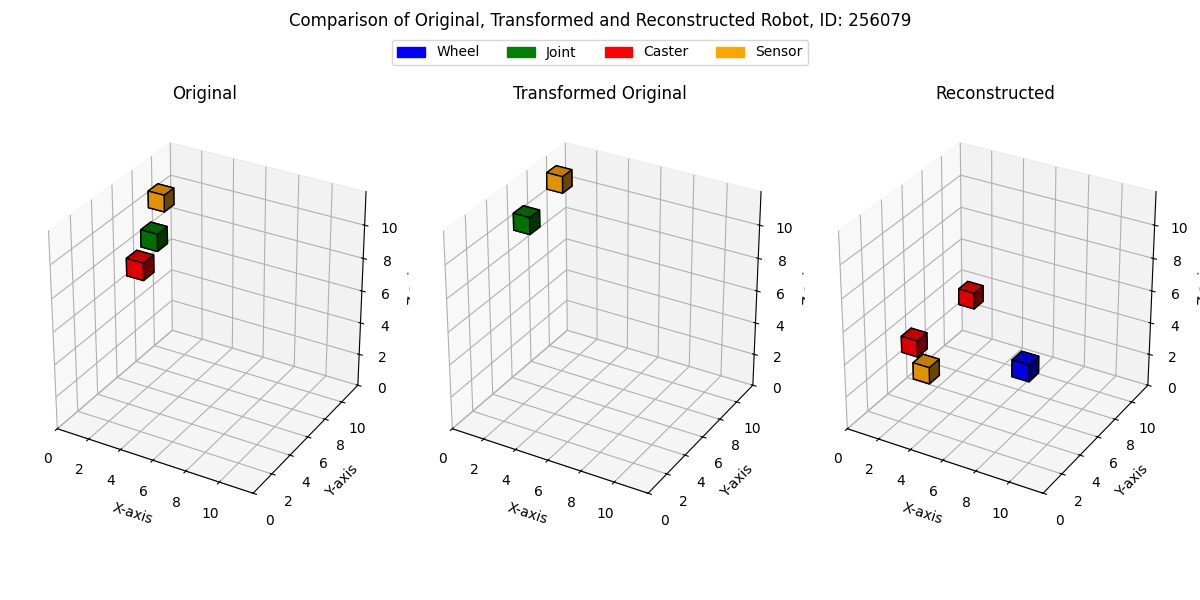 Comparison of Original, Transformed and Reconstructed Robot, ID: 256079
Wheel Joint Caster Sensor
Original
Transformed Original
Reconstructed
0 2 4 6 8 10
X-axis
0 2 4 6 8 10
Y-axis
0 2 4 6 8 10
0 2 4 6 8 10
X-axis
0 2 4 6 8 10
Y-axis
0 2 4 6 8 10
0 2 4 6 8 10
X-axis
0 2 4 6 8 10
Y-axis
0 2 4 6 8 10